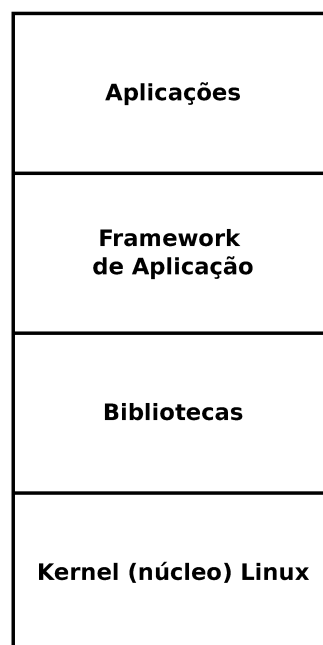 Aplicações
Framework
de Aplicação
Bibliotecas
Kernel (núcleo) Linux